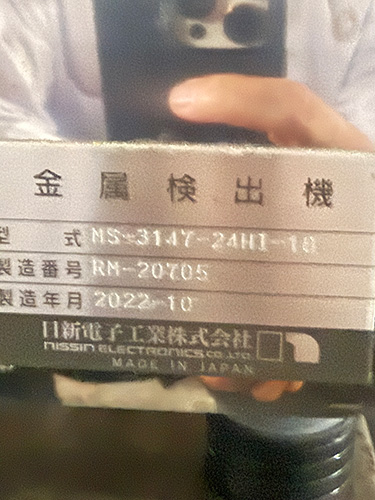 金属検出機
型 式 MS-3147-24HI-18
製造番号 RM-20705
製造年月 2022-10
日新電子工業株式会社
NISSIN ELECTRONICS CO.,LTD
MADE IN JAPAN